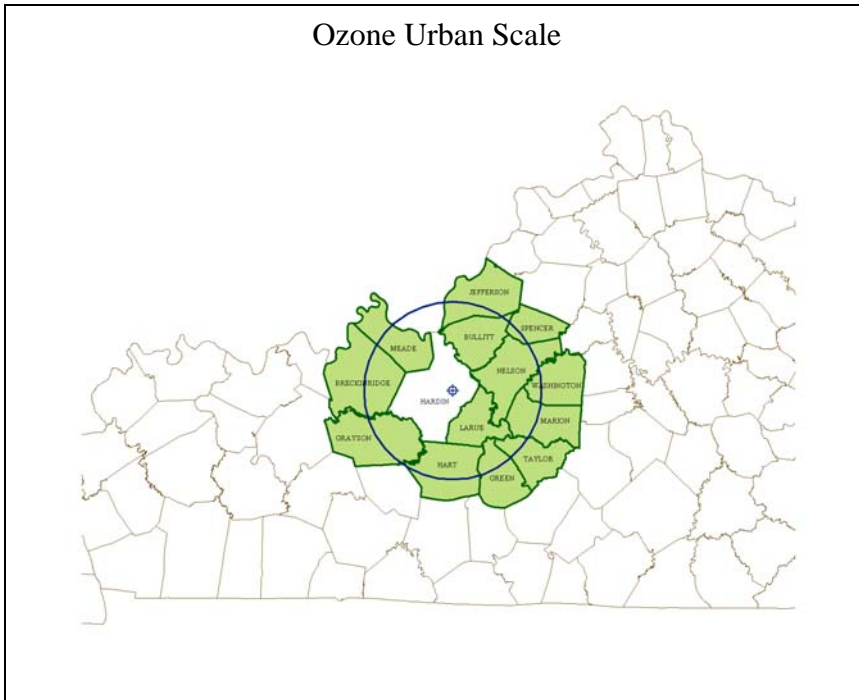 Ozone Urban Scale
JEFFERSON
SPENCER
BULLITT
MEADE
NELSON
BRECKINRIDGE
WASHINGTON
HARDIN
MARION
LARUE
GRAYSON
TAYLOR
HART
GREEN